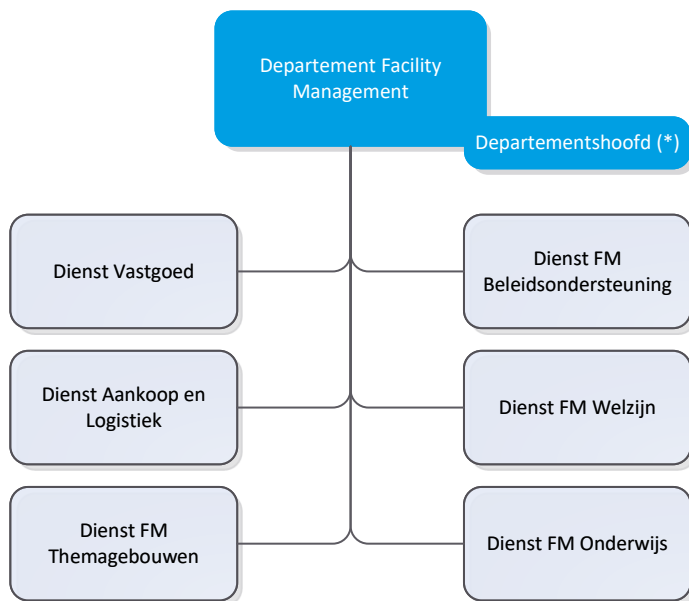 Departement Facility
Management
Departementshoofd (*)
Dienst Vastgoed
Dienst FM
Beleidsondersteuning
Dienst Aankoop en
Logistiek
Dienst FM Welzijn
Dienst FM
Themagebouwen
Dienst FM Onderwijs